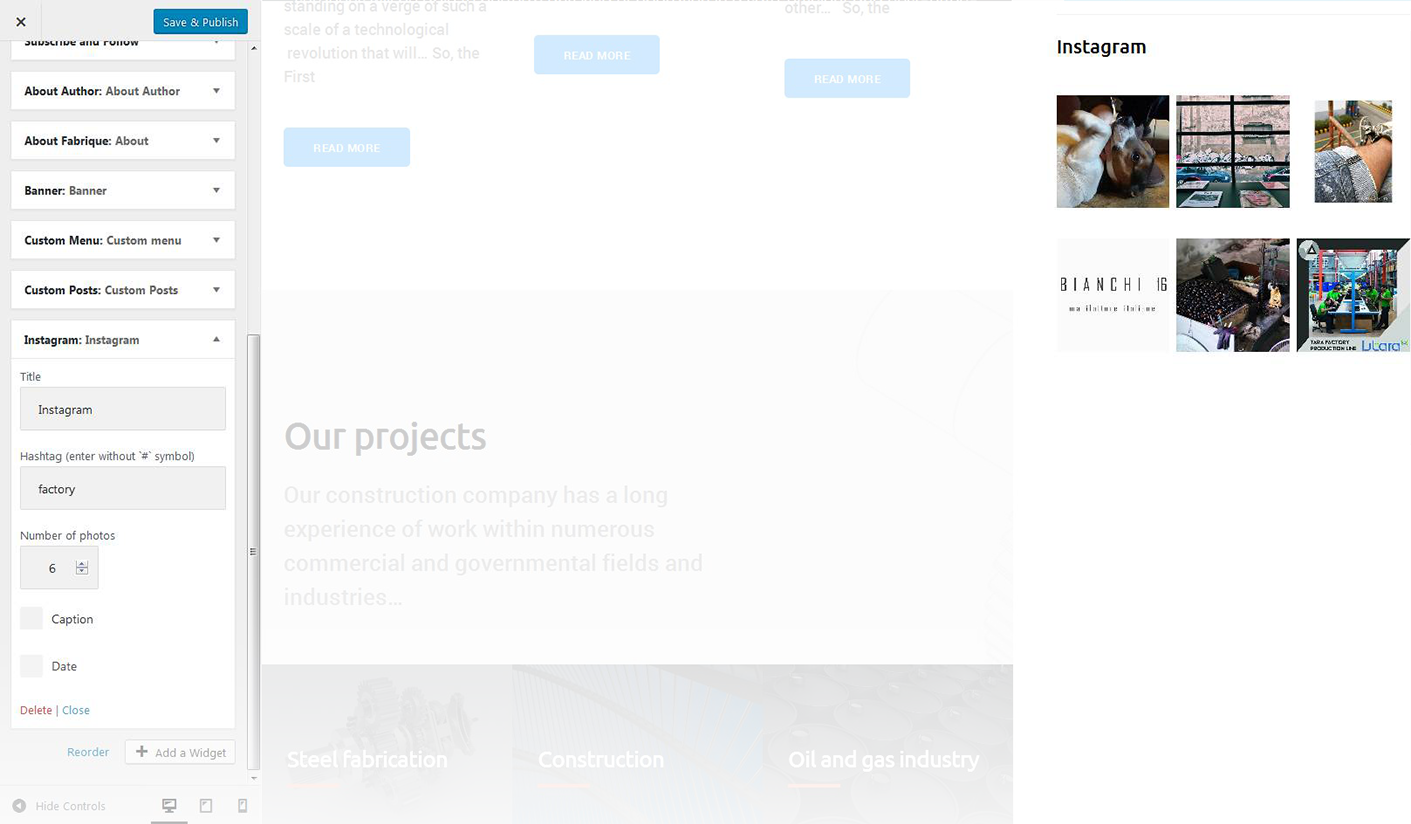 Save & Publish
Subscribe and Follow
About Author: About Author
About Fabrique: About
Banner: Banner
Custom Menu: Custom menu
Custom Posts: Custom Posts
Instagram: Instagram
Title
Instagram
Hashtag (enter without `#` symbol)
factory
Number of photos
6
Caption
Date
Delete | Close
Reorder
Add a Widget
Hide Controls
standing on a verge of such a
scale of a technological
revolution that will... So, the
First
READ MORE
READ MORE
other... So, the
READ MORE
Our projects
Our construction company has a long
experience of work within numerous
commercial and governmental fields and
industries...
Steel fabrication
Construction
Oil and gas industry
Instagram
BIANCHI 16
TARA FACTORY
PRODUCTION LINE